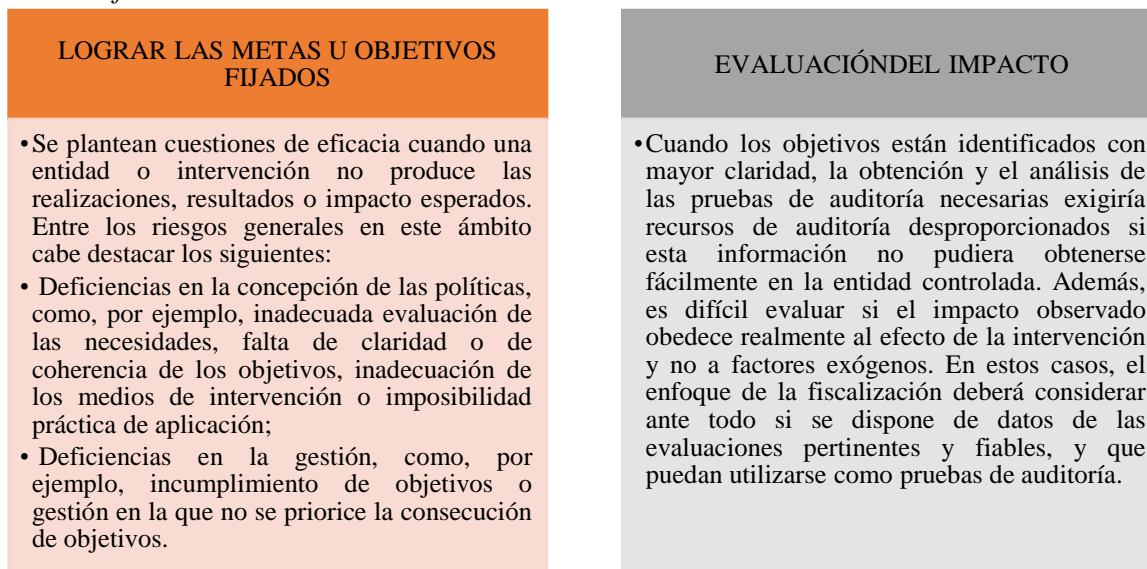 LOGRAR LAS METAS U OBJETIVOS
FIJADOS
•Se plantean cuestiones de eficacia cuando una
entidad o intervención no produce las
realizaciones, resultados o impacto esperados.
Entre los riesgos generales en este ámbito
cabe destacar los siguientes:
• Deficiencias en la concepción de las políticas,
como, por ejemplo, inadecuada evaluación de
las necesidades, falta de claridad o de
coherencia de los objetivos, inadecuación de
los medios de intervención o imposibilidad
práctica de aplicación;
• Deficiencias en la gestión, como, por
ejemplo, incumplimiento de objetivos o
gestión en la que no se priorice la consecución
de objetivos.
EVALUACIÓNDEL IMPACTO
•Cuando los objetivos están identificados con
mayor claridad, la obtención y el análisis de
las pruebas de auditoría necesarias exigiría
recursos de auditoría desproporcionados si
esta información no pudiera obtenerse
fácilmente en la entidad controlada. Además,
es difícil evaluar si el impacto observado
obedece realmente al efecto de la intervención
y no a factores exógenos. En estos casos, el
enfoque de la fiscalización deberá considerar
ante todo si se dispone de datos de las
evaluaciones pertinentes y fiables, y que
puedan utilizarse como pruebas de auditoría.